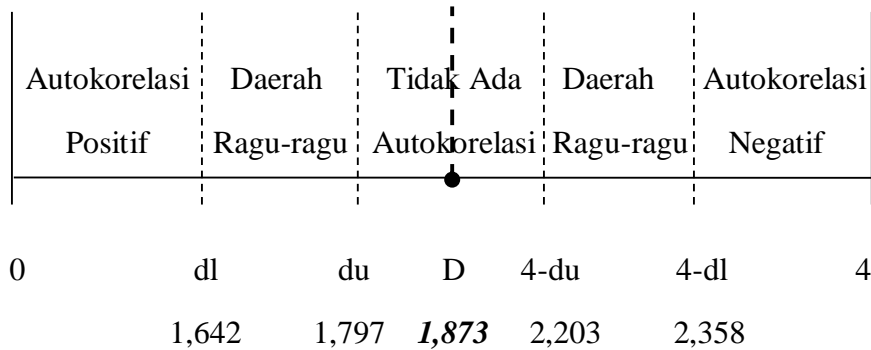 Autokorelasi Daerah Tidak Ada Daerah Autokorelasi
Positif Ragu-ragu Autokorelasi Ragu-ragu Negatif
0 dl du D 4-du 4-dl 4
1,642 1,797 1,873 2,203 2,358